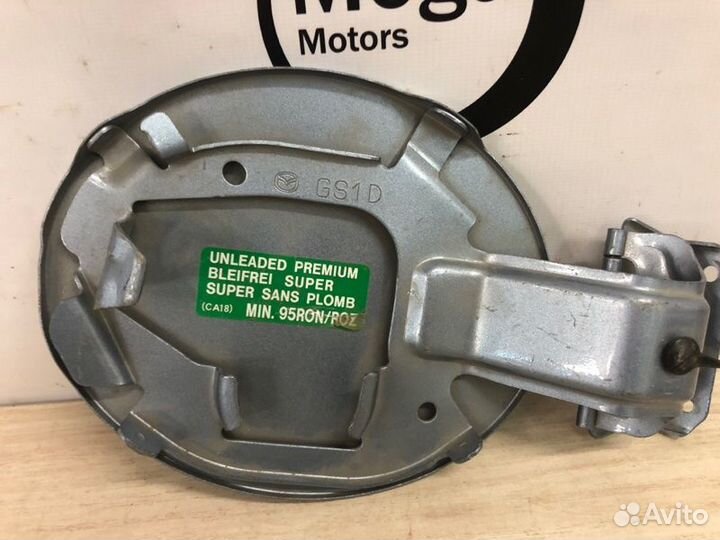 Motors
GS1D
UNLEADED PREMIUM
BLEIFREI SUPER
SUPER SANS PLOMB
(CA18) MIN. 95RON/ROZ
Avito